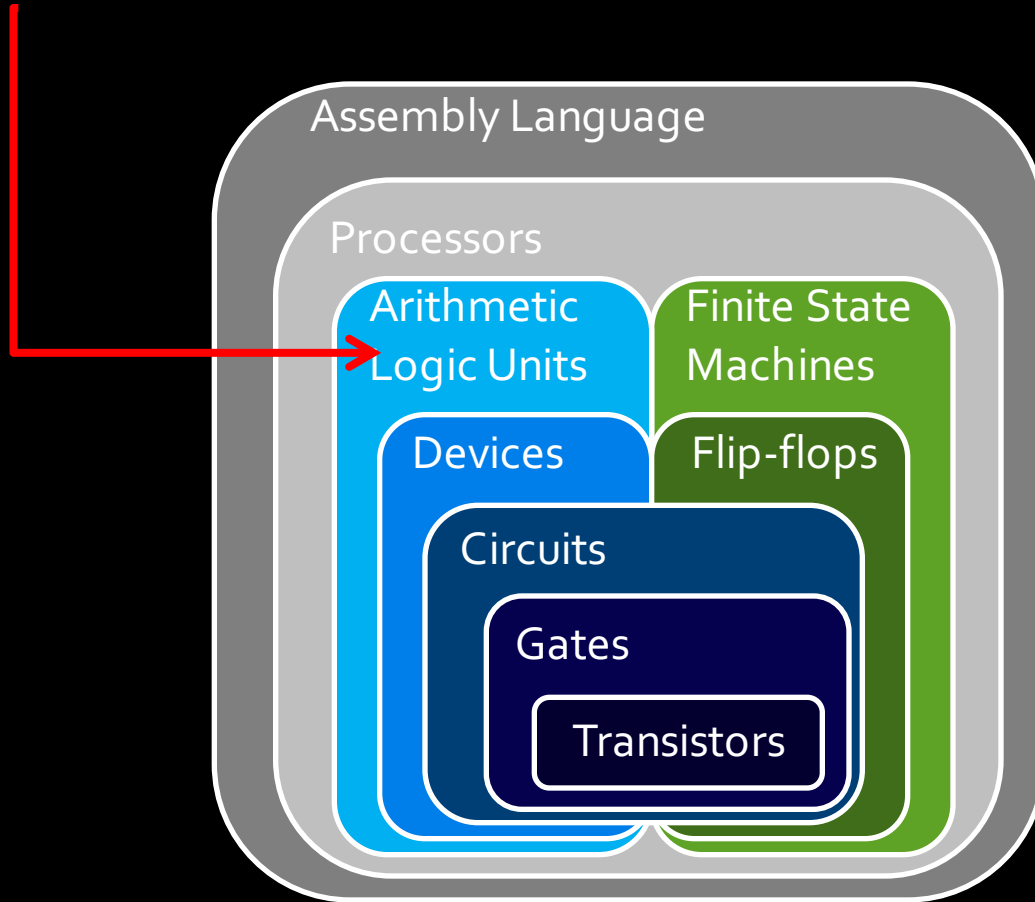 Assembly Language
Processors
Arithmetic
Logic Units
Finite State
Machines
Devices
Flip-flops
Circuits
Gates
Transistors